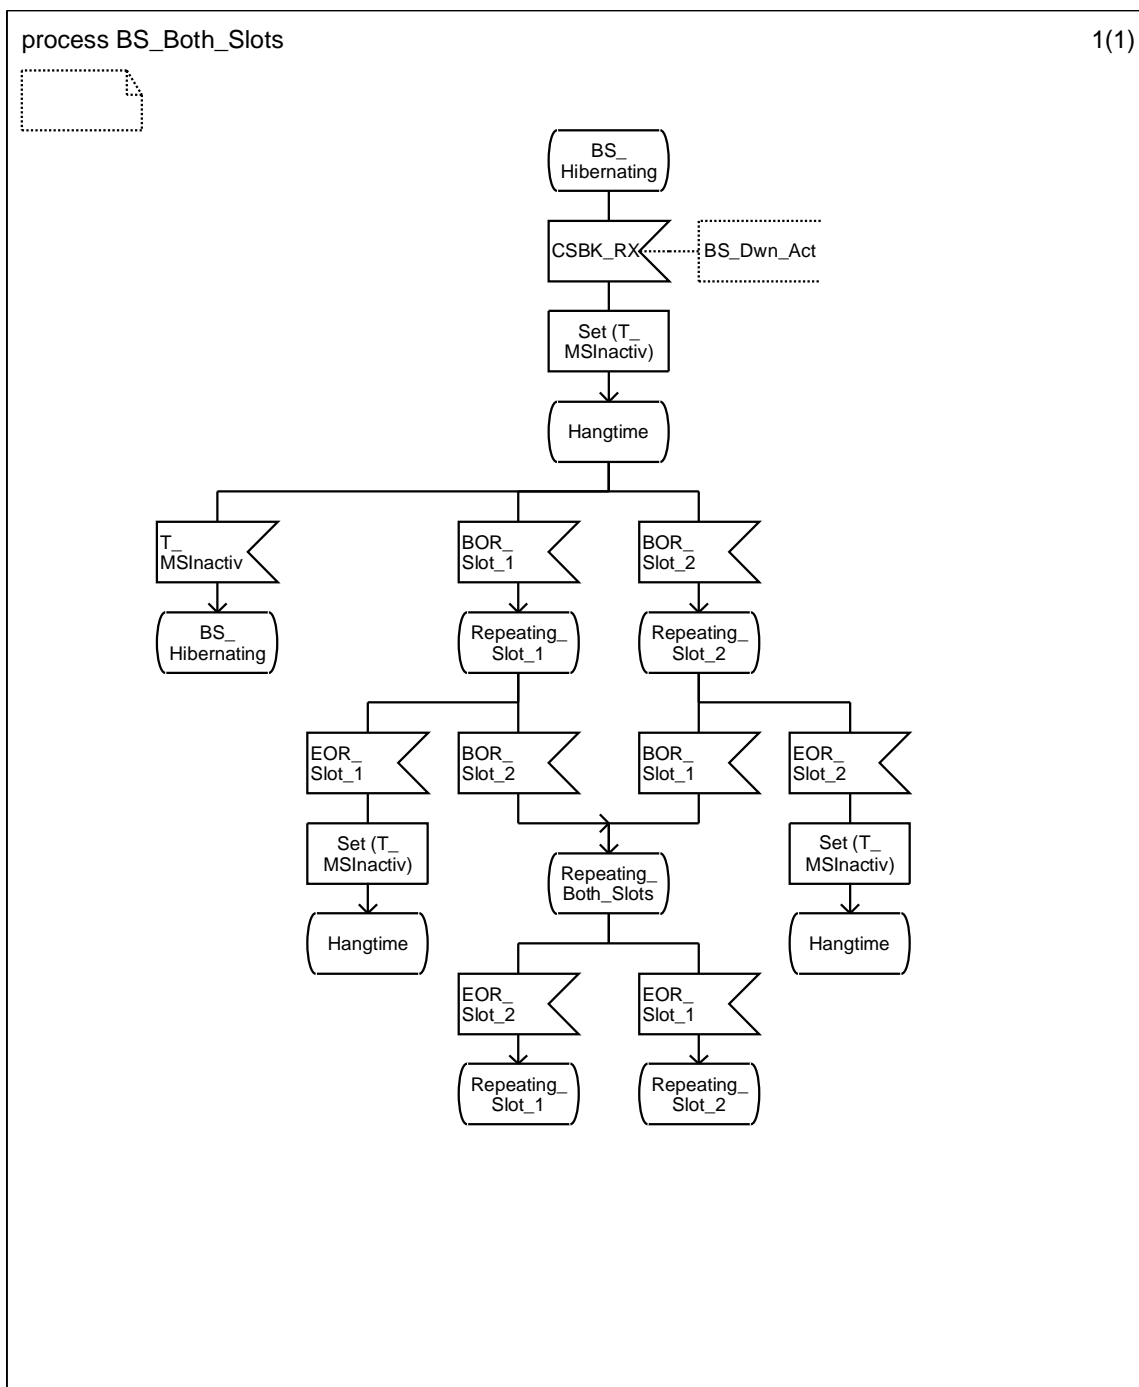 process BS_Both_Slots
1(1)
BS_
Hibernating
CSBK_RX
BS_Dwn_Act
Set (T_
MSInactiv)
Hangtime
T_
MSInactiv
BOR_
Slot_1
BOR_
Slot_2
BS_
Hibernating
Repeating_
Slot_1
Repeating_
Slot_2
EOR_
Slot_1
BOR_
Slot_2
BOR_
Slot_1
EOR_
Slot_2
Set (T_
MSInactiv)
Repeating_
Both_Slots
Set (T_
MSInactiv)
Hangtime
Hangtime
EOR_
Slot_2
EOR_
Slot_1
Repeating_
Slot_1
Repeating_
Slot_2